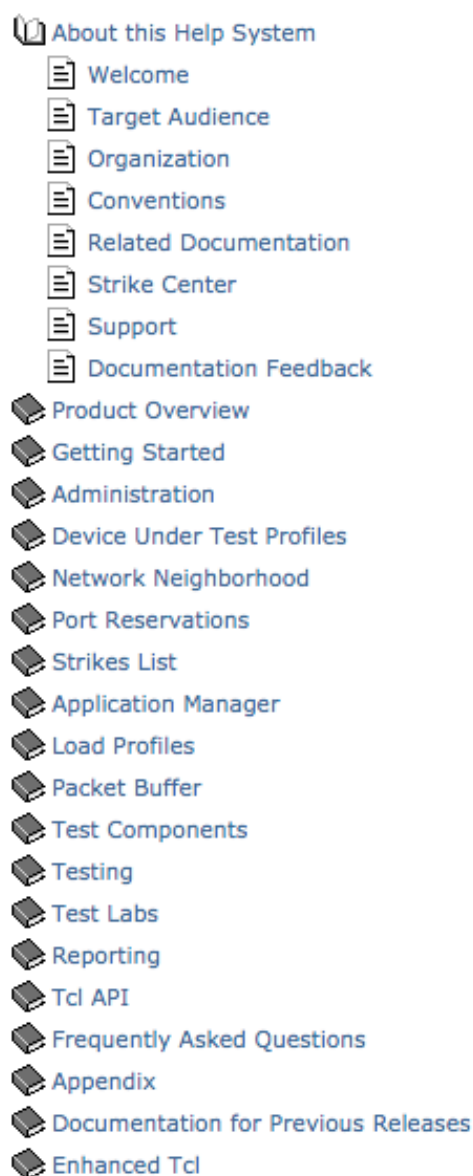 About this Help System
Welcome
Target Audience
Organization
Conventions
Related Documentation
Strike Center
Support
Documentation Feedback
Product Overview
Getting Started
Administration
Device Under Test Profiles
Network Neighborhood
Port Reservations
Strikes List
Application Manager
Load Profiles
Packet Buffer
Test Components
Testing
Test Labs
Reporting
Tcl API
Frequently Asked Questions
Appendix
Documentation for Previous Releases
Enhanced Tcl